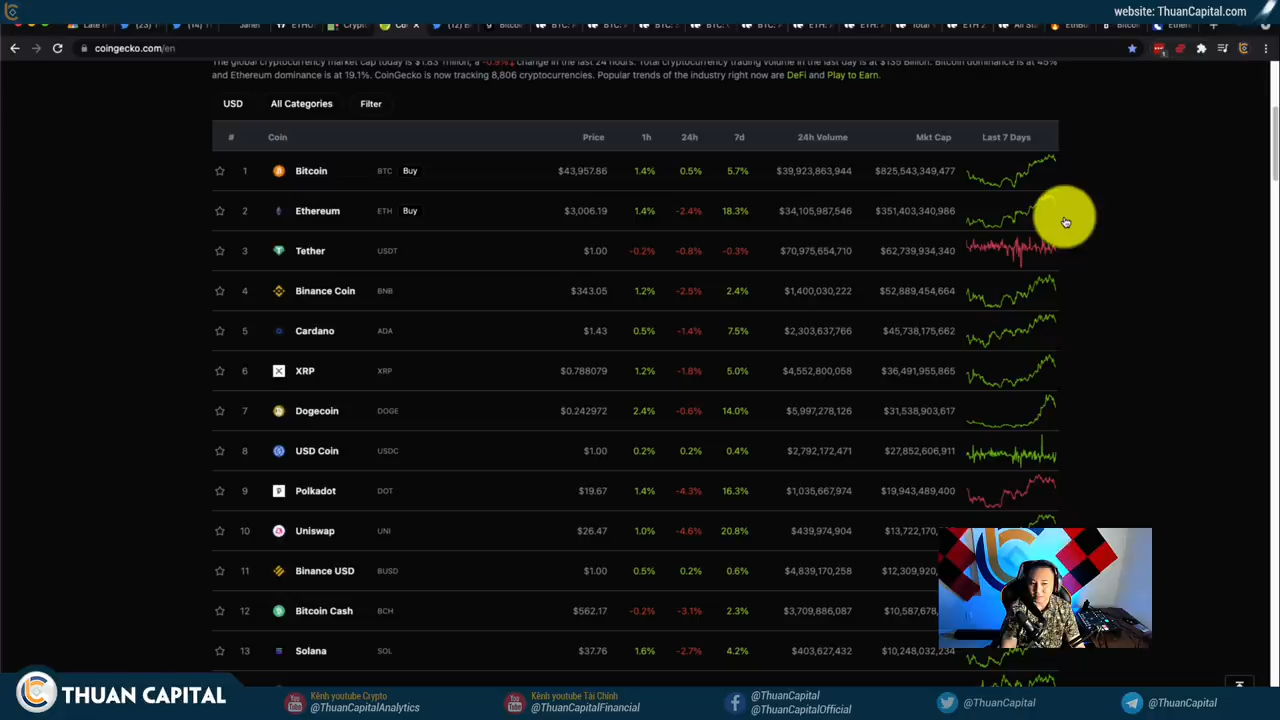 website: ThuanCapital.com
coingecko.com/en
The global cryptocurrency market cap today is $1.83 Trillion, a -0.9% change in the last 24 hours. Total cryptocurrency trading volume in the last day is at $135 Billion. Bitcoin dominance is at 45%
and Ethereum dominance is at 19.1%. CoinGecko is now tracking 8,806 cryptocurrencies. Popular trends of the industry right now are DeFi and Play to Earn.
USD All Categories Filter
# Coin Price 1h 24h 7d 24h Volume Mkt Cap Last 7 Days
1 Bitcoin BTC Buy $43,957.86 1.4% 0.5% 5.7% $39,923,863,944 $825,543,349,477
2 Ethereum ETH Buy $3,006.19 1.4% -2.4% 18.3% $34,105,987,546 $351,403,340,986
3 Tether USDT $1.00 -0.2% -0.8% -0.3% $70,975,654,710 $62,739,934,340
4 Binance Coin BNB $343.05 1.2% -2.5% 2.4% $1,400,030,222 $52,889,454,664
5 Cardano ADA $1.43 0.5% -1.4% 7.5% $2,303,637,766 $45,738,175,662
6 XRP XRP $0.788079 1.2% -1.8% 5.0% $4,552,800,058 $36,491,955,865
7 Dogecoin DOGE $0.242972 2.4% -0.6% 14.0% $5,997,278,126 $31,538,903,617
8 USD Coin USDC $1.00 0.2% 0.2% 0.4% $2,792,172,471 $27,852,606,911
9 Polkadot DOT $19.67 1.4% -4.3% 16.3% $1,035,667,974 $19,943,489,400
10 Uniswap UNI $26.47 1.0% -4.6% 20.8% $439,974,904 $13,722,170,
11 Binance USD BUSD $1.00 0.5% 0.2% 0.6% $4,839,170,258 $12,309,920,
12 Bitcoin Cash BCH $562.17 -0.2% -3.1% 2.3% $3,709,886,087 $10,587,678,
13 Solana SOL $37.76 1.6% -2.7% 4.2% $403,627,432 $10,248,032,234
THUAN CAPITAL
Kênh youtube Crypto
@ThuanCapitalAnalytics
Kênh youtube Tài Chính
@ThuanCapitalFinancial
@ThuanCapital
@ThuanCapitalOfficial
@ThuanCapital
@ThuanCapital